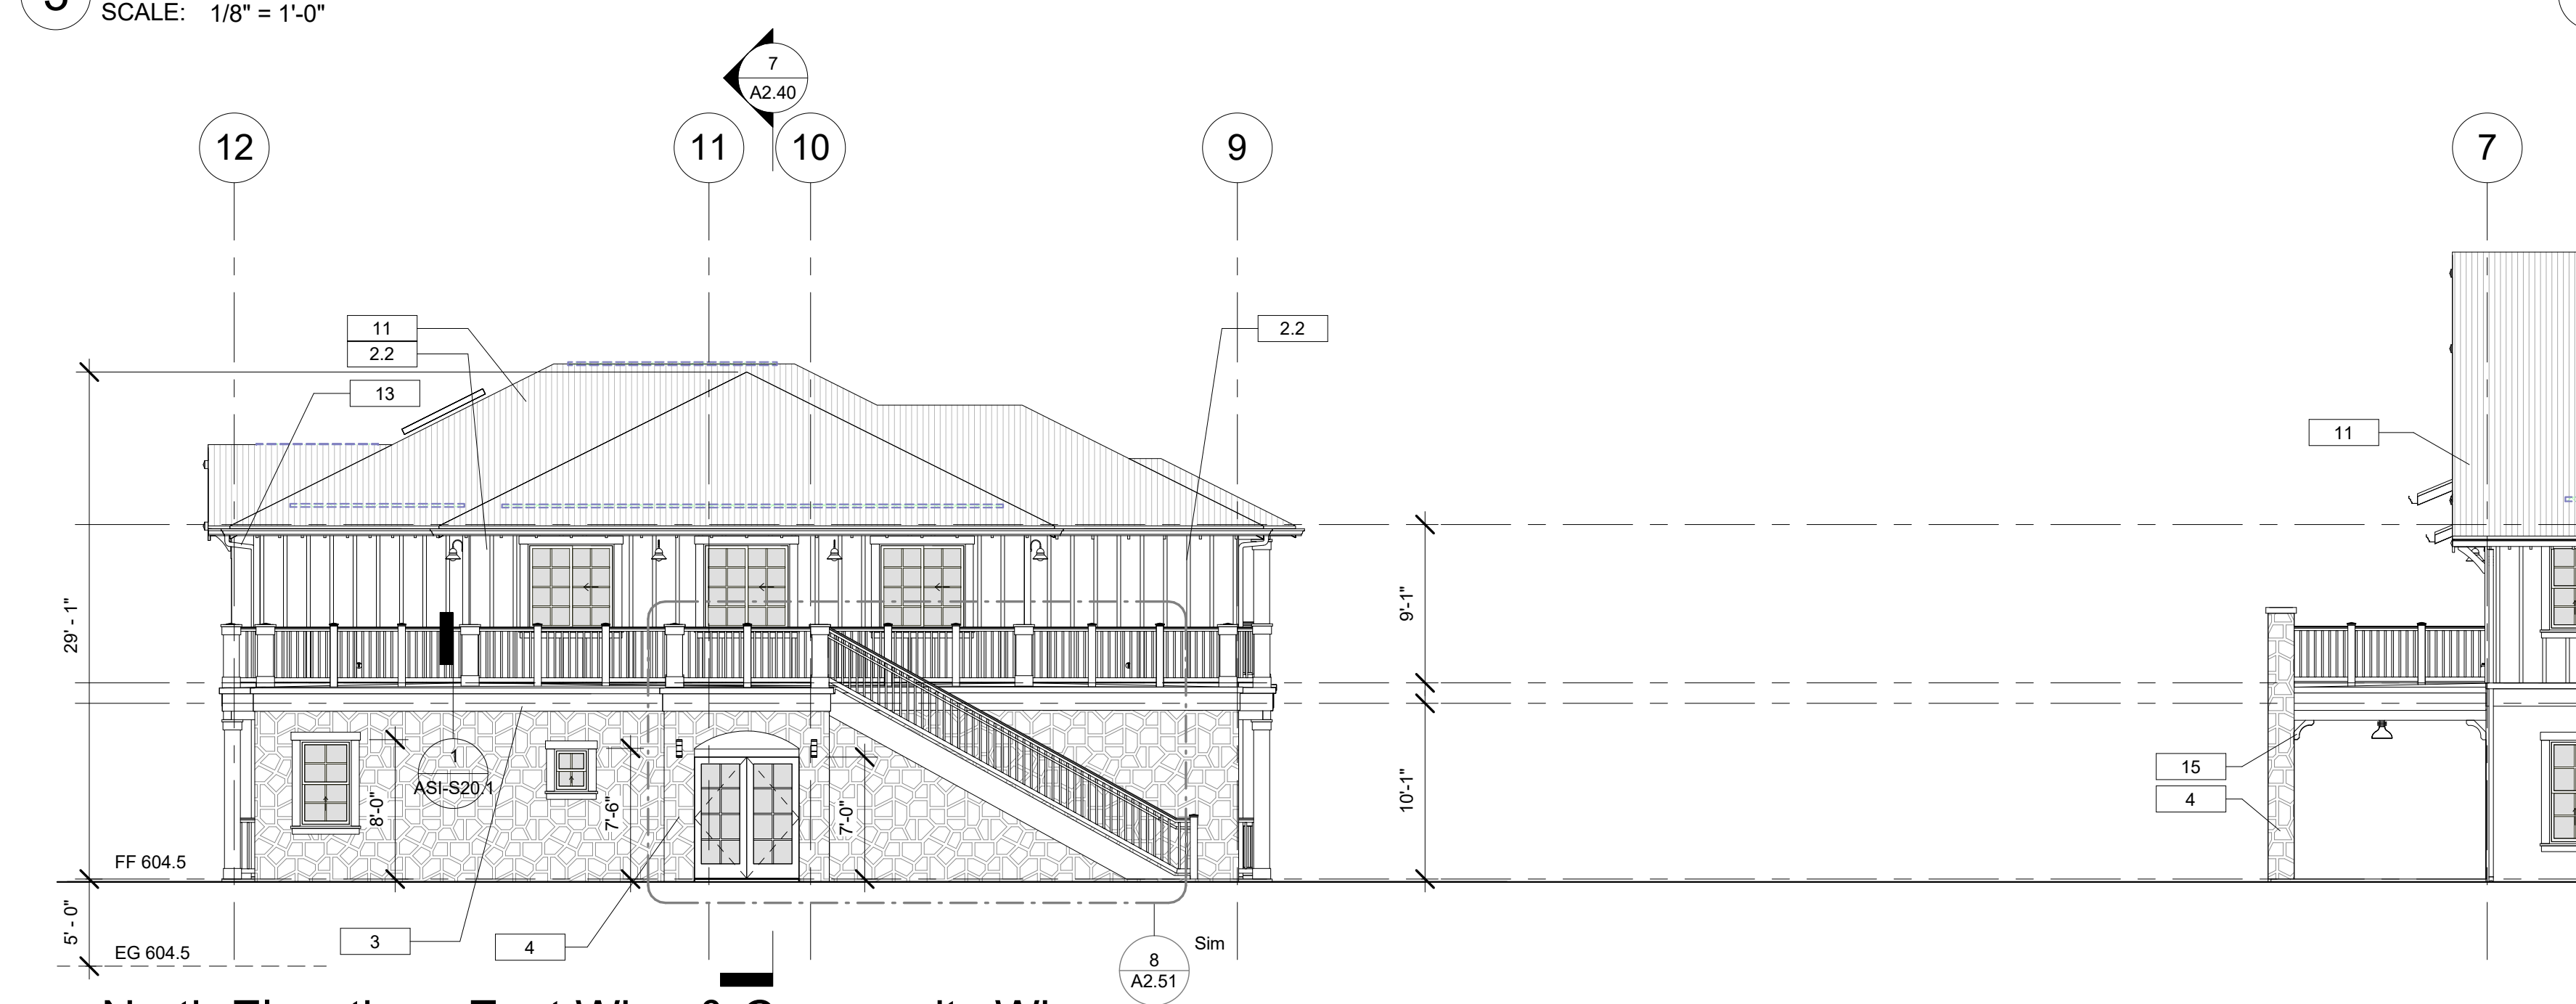 SCALE: 1/8" = 1'-0"
7
A2.40
12
11
10
9
7
11
2.2
2.2
13
11
29' - 1"
9'-1"
10'-1"
15
4
1
ASI-S20.1
8'-0"
7'-6"
7'-0"
FF 604.5
5' - 0"
EG 604.5
3
4
Sim
8
A2.51